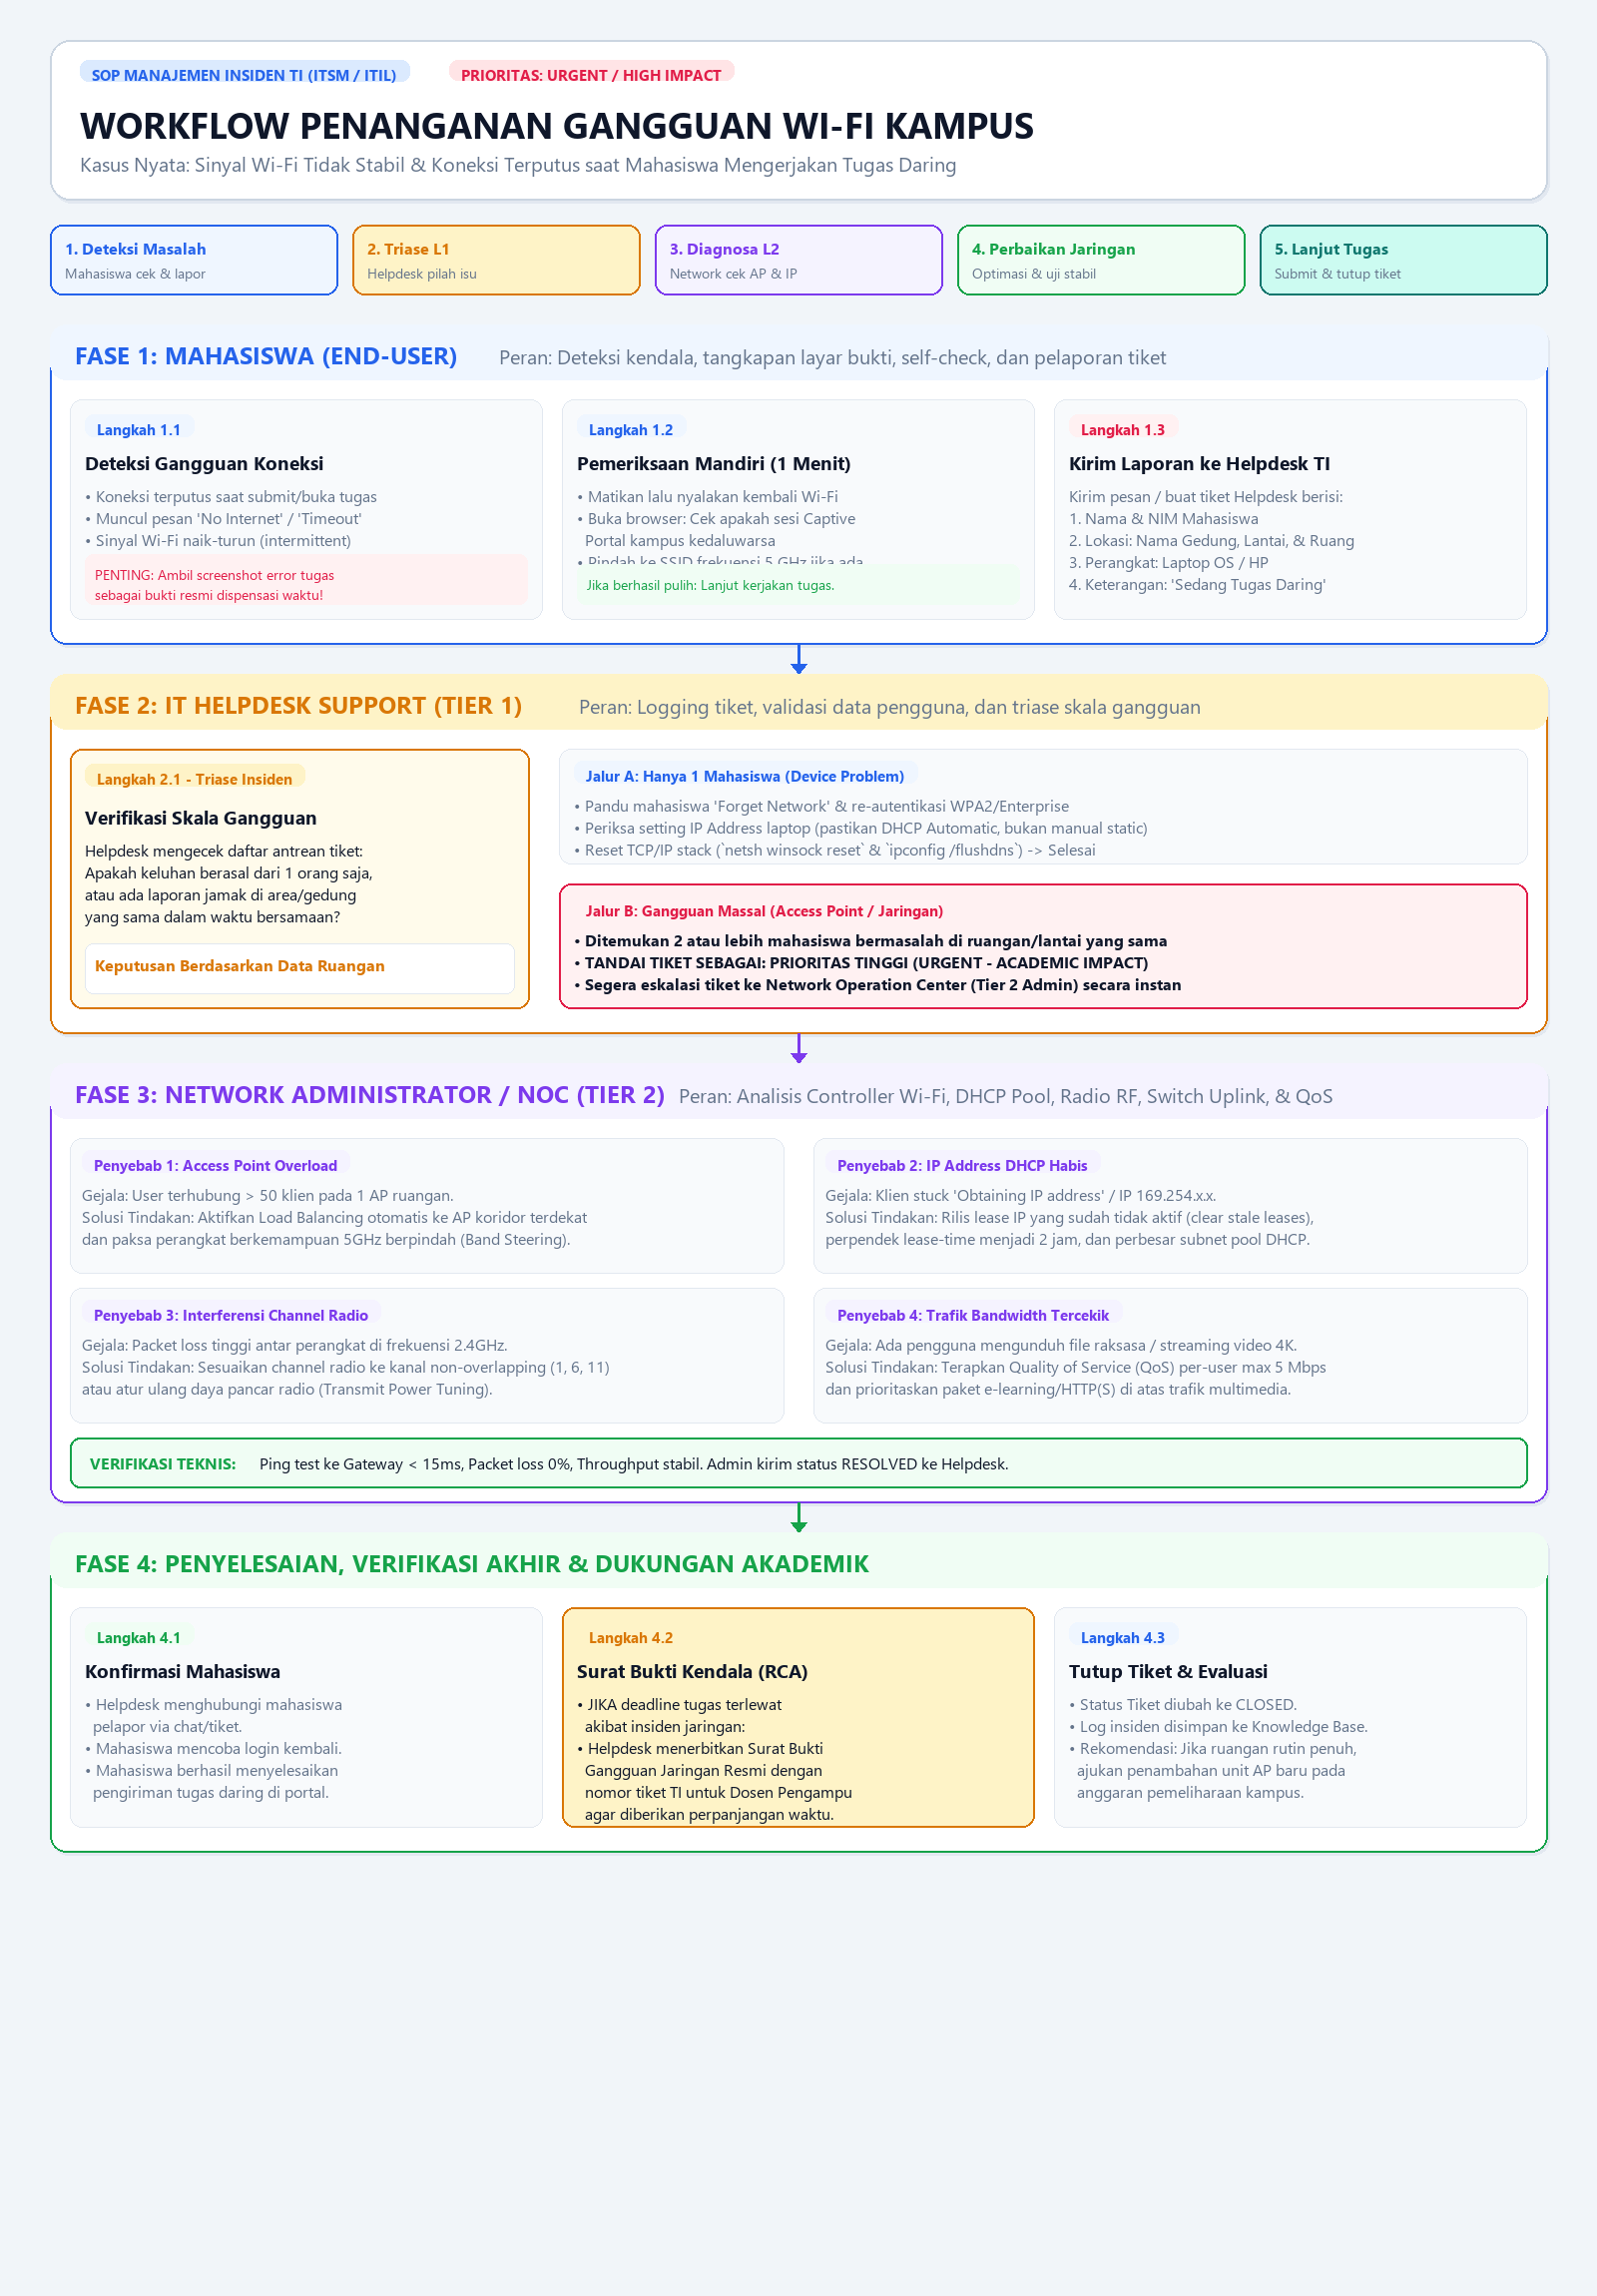 SOP MANAJEMEN INSIDEN TI (ITSM / ITIL)
PRIORITAS: URGENT / HIGH IMPACT
WORKFLOW PENANGANAN GANGGUAN WI-FI KAMPUS
Kasus Nyata: Sinyal Wi-Fi Tidak Stabil & Koneksi Terputus saat Mahasiswa Mengerjakan Tugas Daring
1. Deteksi Masalah
Mahasiswa cek & lapor
2. Triase L1
Helpdesk pilah isu
3. Diagnosa L2
Network cek AP & IP
4. Perbaikan Jaringan
Optimasi & uji stabil
5. Lanjut Tugas
Submit & tutup tiket
FASE 1: MAHASISWA (END-USER)
Peran: Deteksi kendala, tangkapan layar bukti, self-check, dan pelaporan tiket
Langkah 1.1
Deteksi Gangguan Koneksi
• Koneksi terputus saat submit/buka tugas
• Muncul pesan 'No Internet' / 'Timeout'
• Sinyal Wi-Fi naik-turun (intermittent)
PENTING: Ambil screenshot error tugas
sebagai bukti resmi dispensasi waktu!
Langkah 1.2
Pemeriksaan Mandiri (1 Menit)
• Matikan lalu nyalakan kembali Wi-Fi
• Buka browser: Cek apakah sesi Captive
Portal kampus kedaluwarsa
• Pindah ke SSID frekuensi 5 GHz jika ada
Jika berhasil pulih: Lanjut kerjakan tugas.
Langkah 1.3
Kirim Laporan ke Helpdesk TI
Kirim pesan / buat tiket Helpdesk berisi:
1. Nama & NIM Mahasiswa
2. Lokasi: Nama Gedung, Lantai, & Ruang
3. Perangkat: Laptop OS / HP
4. Keterangan: 'Sedang Tugas Daring'
FASE 2: IT HELPDESK SUPPORT (TIER 1)
Peran: Logging tiket, validasi data pengguna, dan triase skala gangguan
Langkah 2.1 - Triase Insiden
Verifikasi Skala Gangguan
Helpdesk mengecek daftar antrean tiket:
Apakah keluhan berasal dari 1 orang saja,
atau ada laporan jamak di area/gedung
yang sama dalam waktu bersamaan?
Keputusan Berdasarkan Data Ruangan
Jalur A: Hanya 1 Mahasiswa (Device Problem)
• Pandu mahasiswa 'Forget Network' & re-autentikasi WPA2/Enterprise
• Periksa setting IP Address laptop (pastikan DHCP Automatic, bukan manual static)
• Reset TCP/IP stack (`netsh winsock reset` & `ipconfig /flushdns`) -> Selesai
Jalur B: Gangguan Massal (Access Point / Jaringan)
• Ditemukan 2 atau lebih mahasiswa bermasalah di ruangan/lantai yang sama
• TANDAI TIKET SEBAGAI: PRIORITAS TINGGI (URGENT - ACADEMIC IMPACT)
• Segera eskalasi tiket ke Network Operation Center (Tier 2 Admin) secara instan
FASE 3: NETWORK ADMINISTRATOR / NOC (TIER 2)
Peran: Analisis Controller Wi-Fi, DHCP Pool, Radio RF, Switch Uplink, & QoS
Penyebab 1: Access Point Overload
Gejala: User terhubung > 50 klien pada 1 AP ruangan.
Solusi Tindakan: Aktifkan Load Balancing otomatis ke AP koridor terdekat
dan paksa perangkat berkemampuan 5GHz berpindah (Band Steering).
Penyebab 2: IP Address DHCP Habis
Gejala: Klien stuck 'Obtaining IP address' / IP 169.254.x.x.
Solusi Tindakan: Rilis lease IP yang sudah tidak aktif (clear stale leases),
perpendek lease-time menjadi 2 jam, dan perbesar subnet pool DHCP.
Penyebab 3: Interferensi Channel Radio
Gejala: Packet loss tinggi antar perangkat di frekuensi 2.4GHz.
Solusi Tindakan: Sesuaikan channel radio ke kanal non-overlapping (1, 6, 11)
atau atur ulang daya pancar radio (Transmit Power Tuning).
Penyebab 4: Trafik Bandwidth Tercekik
Gejala: Ada pengguna mengunduh file raksasa / streaming video 4K.
Solusi Tindakan: Terapkan Quality of Service (QoS) per-user max 5 Mbps
dan prioritaskan paket e-learning/HTTP(S) di atas trafik multimedia.
VERIFIKASI TEKNIS:
Ping test ke Gateway < 15ms, Packet loss 0%, Throughput stabil. Admin kirim status RESOLVED ke Helpdesk.
FASE 4: PENYELESAIAN, VERIFIKASI AKHIR & DUKUNGAN AKADEMIK
Langkah 4.1
Konfirmasi Mahasiswa
• Helpdesk menghubungi mahasiswa
pelapor via chat/tiket.
• Mahasiswa mencoba login kembali.
• Mahasiswa berhasil menyelesaikan
pengiriman tugas daring di portal.
Langkah 4.2
Surat Bukti Kendala (RCA)
• JIKA deadline tugas terlewat
akibat insiden jaringan:
• Helpdesk menerbitkan Surat Bukti
Gangguan Jaringan Resmi dengan
nomor tiket TI untuk Dosen Pengampu
agar diberikan perpanjangan waktu.
Langkah 4.3
Tutup Tiket & Evaluasi
• Status Tiket diubah ke CLOSED.
• Log insiden disimpan ke Knowledge Base.
• Rekomendasi: Jika ruangan rutin penuh,
ajukan penambahan unit AP baru pada
anggaran pemeliharaan kampus.